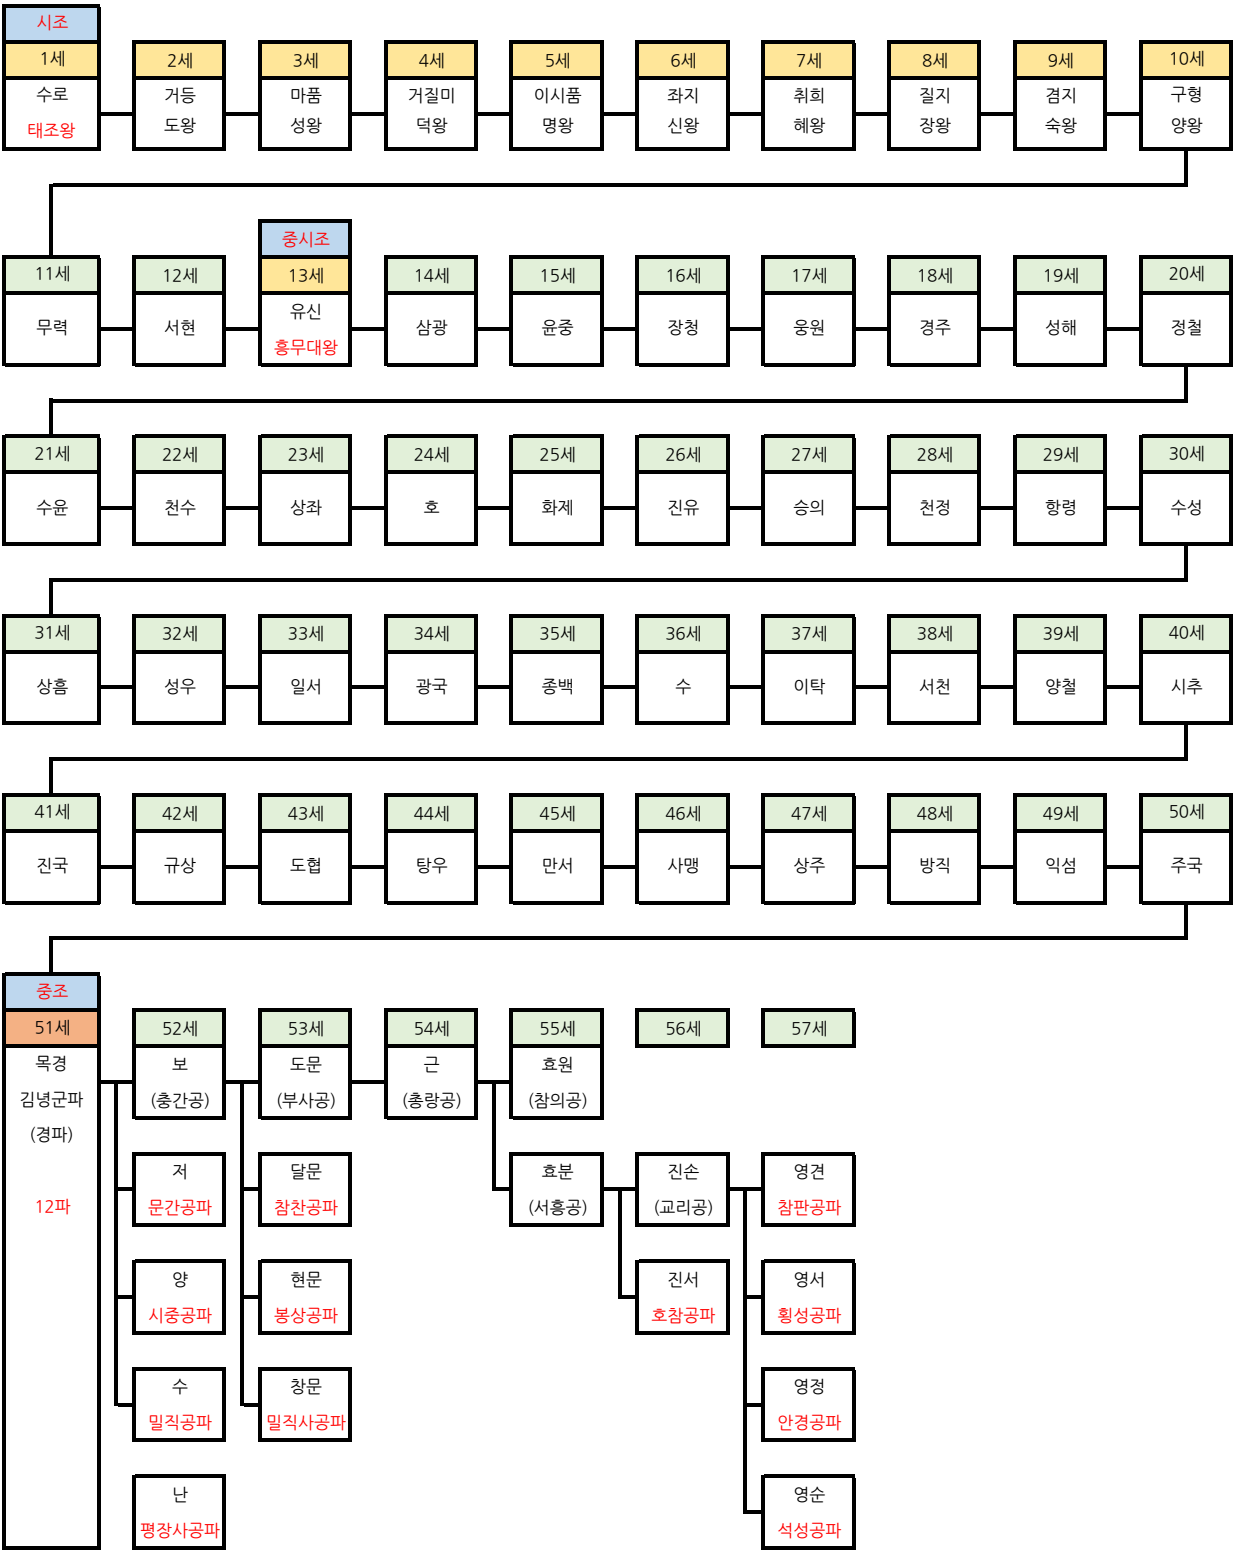 시조
1세 2세 3세 4세 5세 6세 7세 8세 9세 10세
수로 거등 마품 거질미 이시품 좌지 취희 질지 겸지 구형
태조왕 도왕 성왕 덕왕 명왕 신왕 혜왕 장왕 숙왕 양왕
중시조
11세 12세 13세 14세 15세 16세 17세 18세 19세 20세
무력 서현 유신 삼광 윤중 장청 웅원 경주 성해 정철
흥무대왕
21세 22세 23세 24세 25세 26세 27세 28세 29세 30세
수윤 천수 상좌 호 화제 진유 승의 천정 항령 수성
31세 32세 33세 34세 35세 36세 37세 38세 39세 40세
상흠 성우 일서 광국 종백 수 이탁 서천 양철 시추
41세 42세 43세 44세 45세 46세 47세 48세 49세 50세
진국 규상 도협 탕우 만서 사맹 상주 방직 익섬 주국
중조
51세 52세 53세 54세 55세 56세 57세
목경 보 도문 근 효원
김녕군파 (충간공) (부사공) (총랑공) (참의공)
(경파)
저 달문 효분 진손 영견
12파 문간공파 참찬공파 (서흥공) (교리공) 참판공파
양 현문 진서 영서
시중공파 봉상공파 호참공파 횡성공파
수 창문 영정
밀직공파 밀직사공파 안경공파
난 영순
평장사공파 석성공파